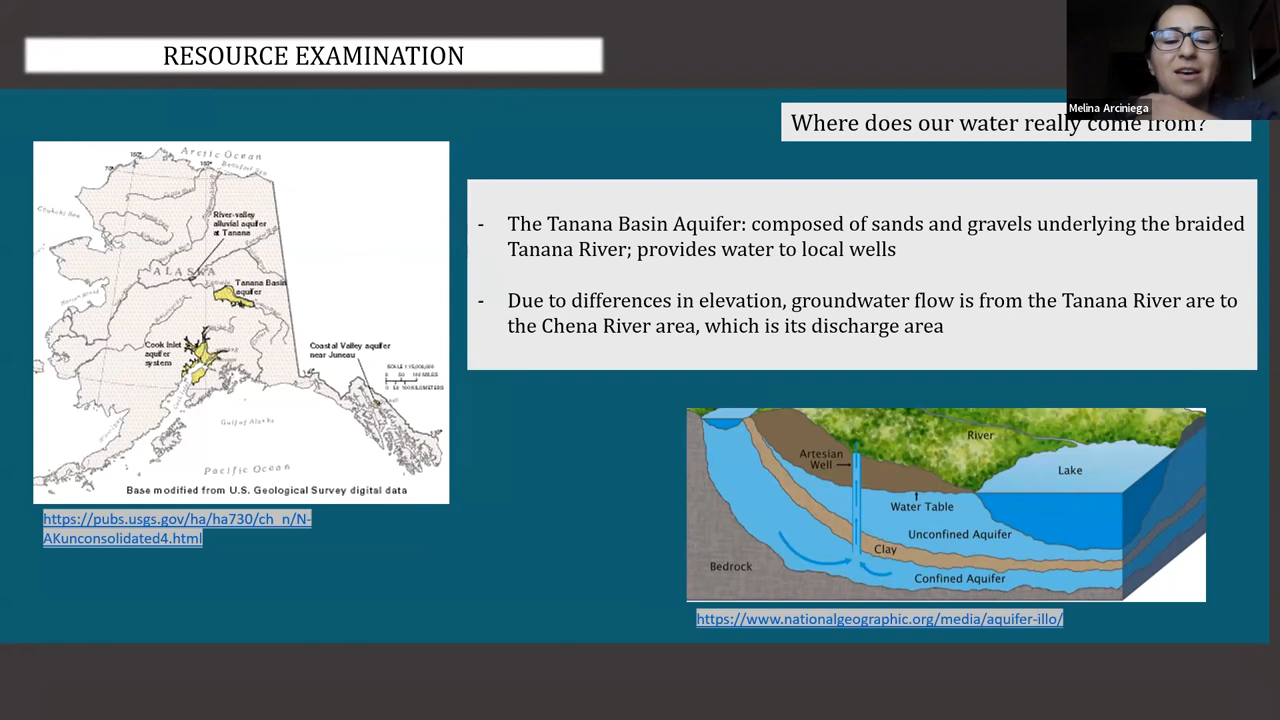 RESOURCE EXAMINATION
Melina Arciniega
Where does our water really come from?
- The Tanana Basin Aquifer: composed of sands and gravels underlying the braided
Tanana River; provides water to local wells
- Due to differences in elevation, groundwater flow is from the Tanana River are to
the Chena River area, which is its discharge area
Arctic Ocean
River-valley
alluvial aquifer
at Tanana
ALASKA
Tanana Basin
aquifer
Cook Inlet
aquifer
system
Coastal Valley aquifer
near Juneau
Gulf of Alaska
Pacific Ocean
Base modified from U.S. Geological Survey digital data
https://pubs.usgs.gov/ha/ha730/ch_n/N-
AKunconsolidated4.html
River
Artesian
Well
Lake
Water Table
Unconfined Aquifer
Clay
Bedrock
Confined Aquifer
https://www.nationalgeographic.org/media/aquifer-illo/